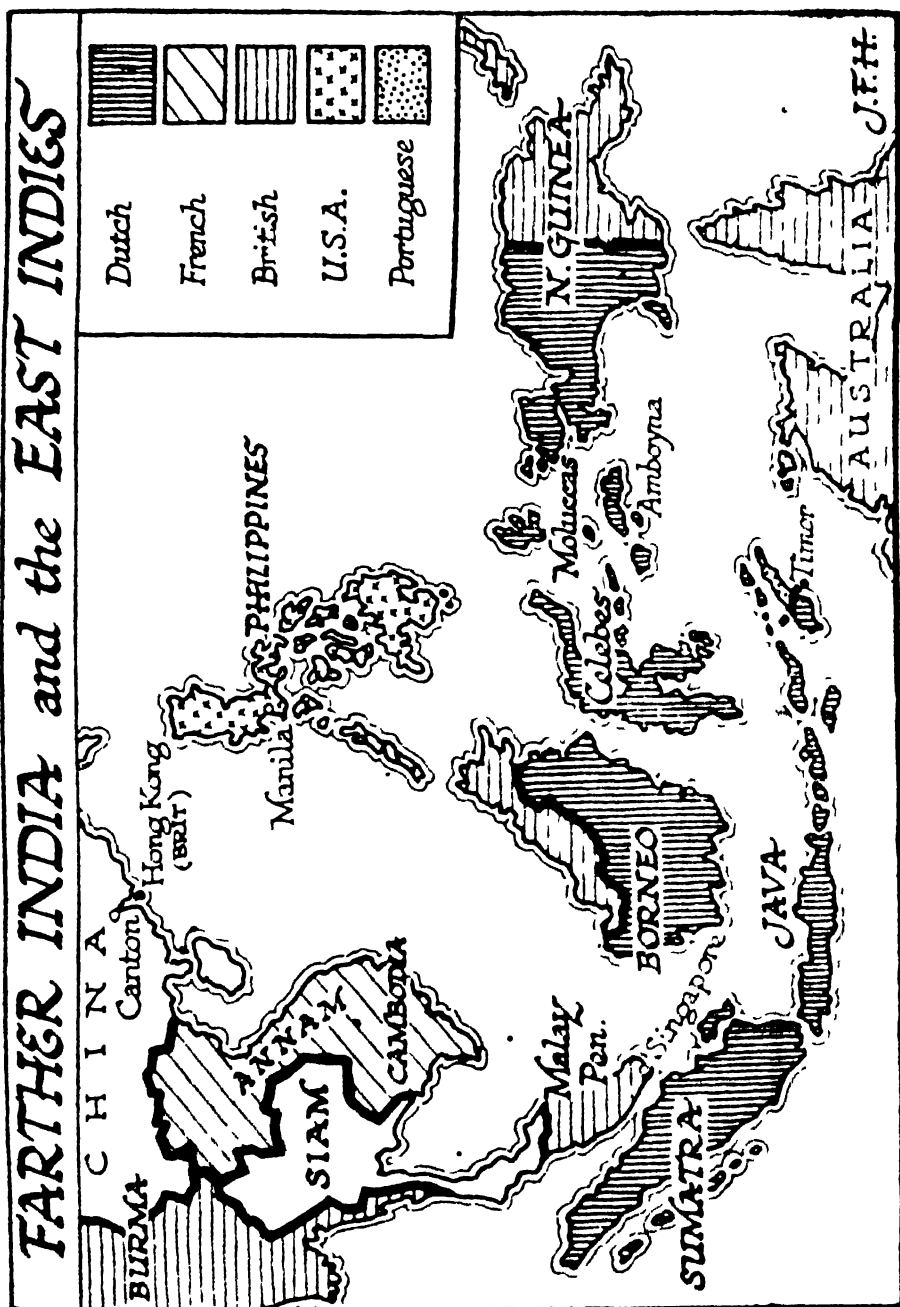 FARTHER INDIA and the EAST INDIES
Dutch
French
British
U.S.A.
Portuguese
CHINA
BURMA
Canton
Hong Kong
(BRIT)
Manila
PHILIPPINES
ANNAM
SIAM
CAMBODIA
Malay
Pen.
Singapore
SUMATRA
BORNEO
JAVA
Celebes
Moluccas
Amboyna
Timor
N. GUINEA
AUSTRALIA
J.F.H.